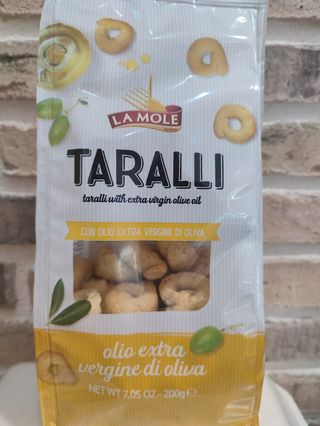 LA MOLE
TARALLI
taralli with extra virgin olive oil
CON OLIO EXTRA VERGINE DI OLIVA
olio extra
vergine di oliva
NET WT 7.05 OZ - 200g e